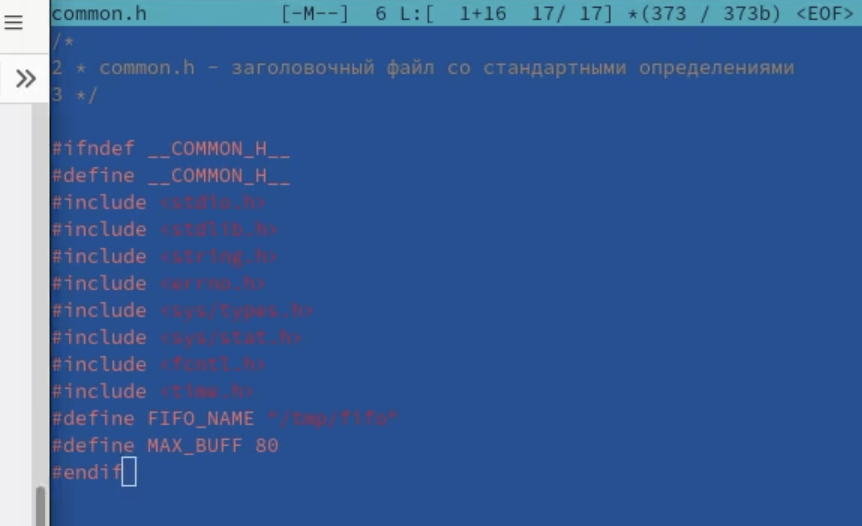 common.h [-M--] 6 L:[ 1+16 17/ 17] *(373 / 373b) <EOF>
/*
2 * common.h - заголовочный файл со стандартными определениями
3 */
#ifndef __COMMON_H__
#define __COMMON_H__
#include <stdio.h>
#include <stdlib.h>
#include <string.h>
#include <errno.h>
#include <sys/types.h>
#include <sys/stat.h>
#include <fcntl.h>
#include <time.h>
#define FIFO_NAME "/tmp/fifo"
#define MAX_BUFF 80
#endif